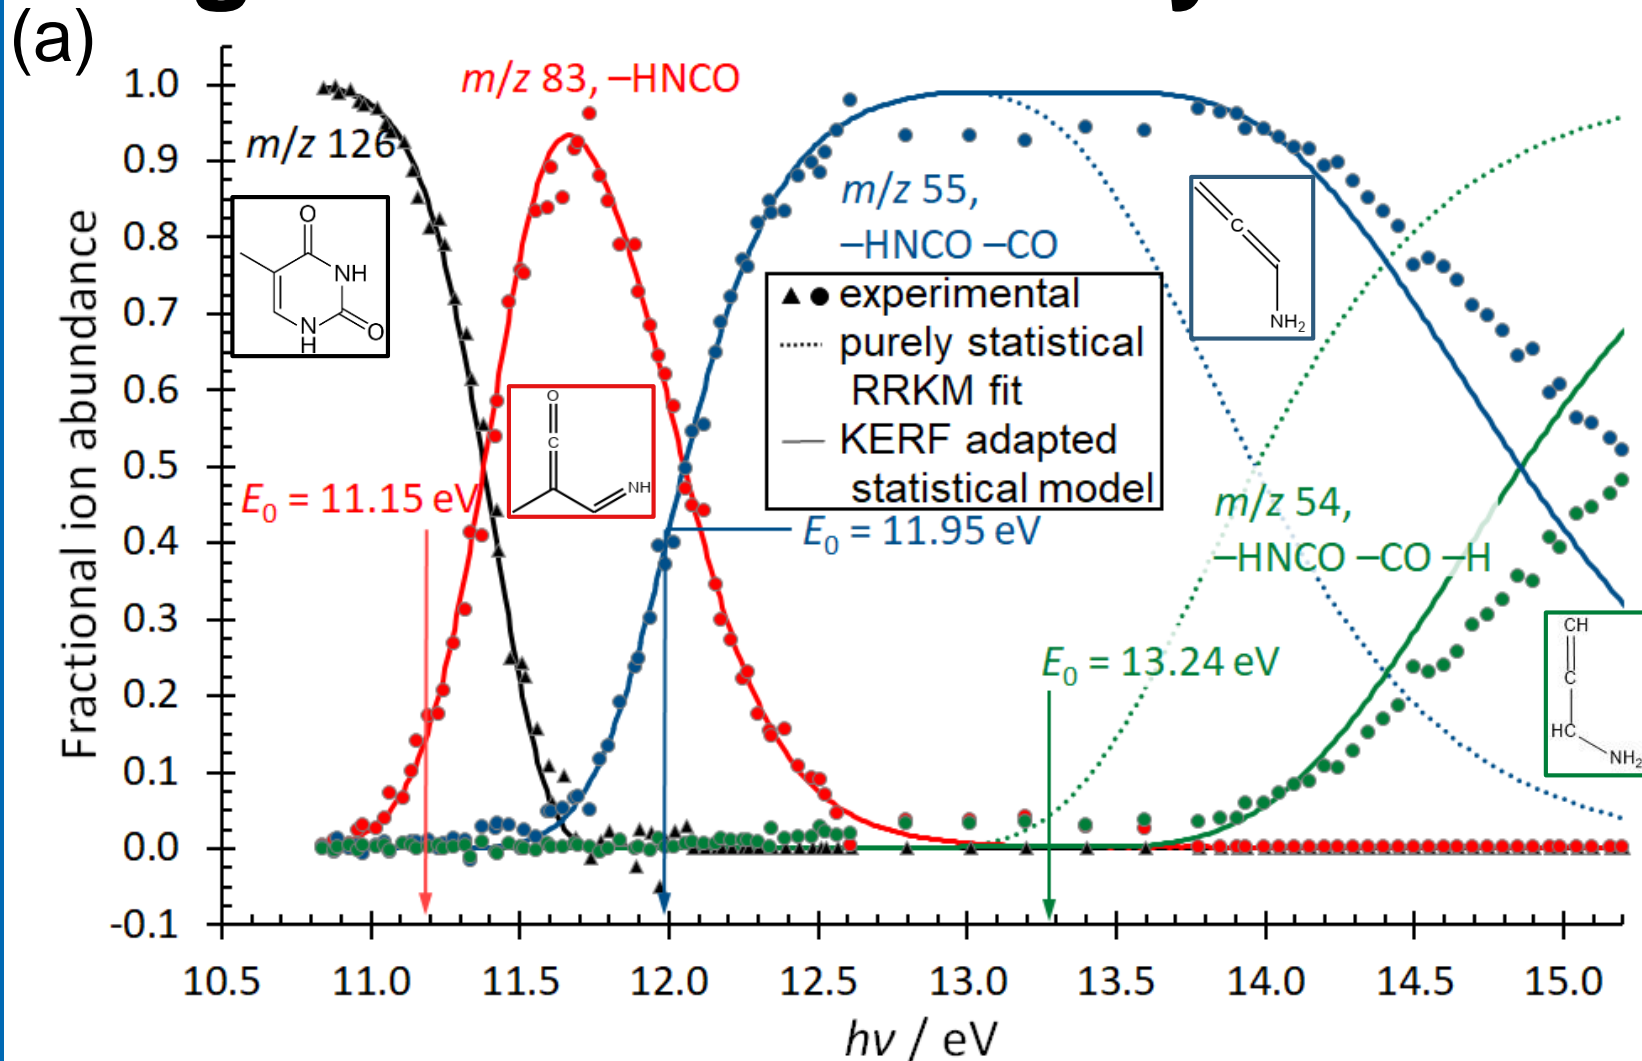 (a)
m/z 83, –HNCO
m/z 126
m/z 55,
–HNCO –CO
▲ ● experimental
purely statistical
RRKM fit
KERF adapted
statistical model
E0 = 11.15 eV
E0 = 11.95 eV
m/z 54,
–HNCO –CO –H
E0 = 13.24 eV
O
NH
N
H
O
O
C
NH
C
NH2
CH
C
HC
NH2
Fractional ion abundance
1.0
0.9
0.8
0.7
0.6
0.5
0.4
0.3
0.2
0.1
0.0
-0.1
10.5 11.0 11.5 12.0 12.5 13.0 13.5 14.0 14.5 15.0
hν / eV